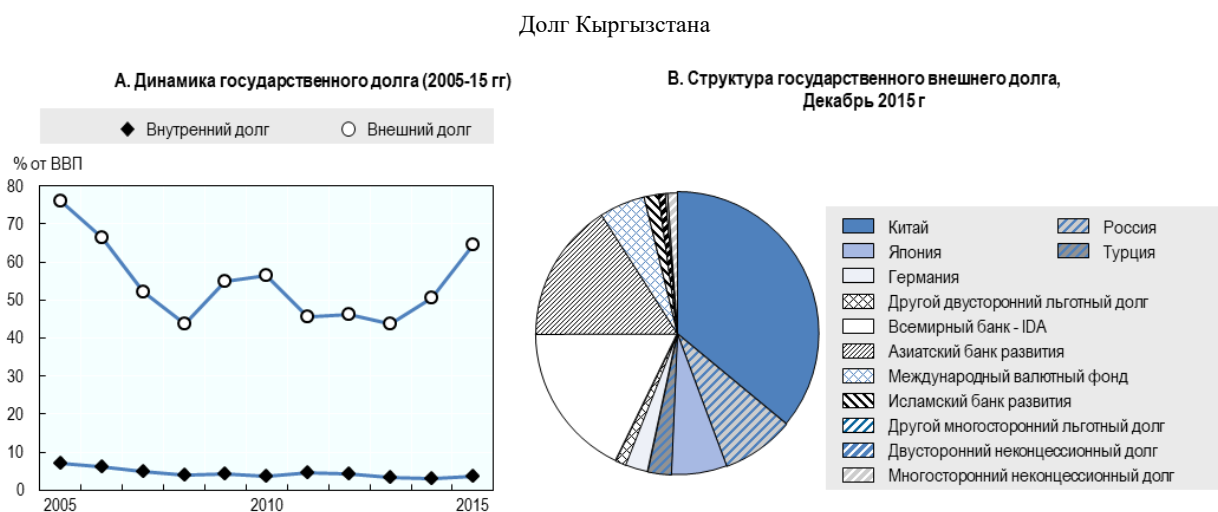 Долг Кыргызстана
А. Динамика государственного долга (2005-15 гг)
Внутренний долг
Внешний долг
% от ВВП
80
70
60
50
40
30
20
10
0
2005
2010
2015
В. Структура государственного внешнего долга,
Декабрь 2015 г
Китай
Россия
Япония
Турция
Германия
Другой двусторонний льготный долг
Всемирный банк - IDA
Азиатский банк развития
Международный валютный фонд
Исламский банк развития
Другой многосторонний льготный долг
Двусторонний неконцессионный долг
Многосторонний неконцессионный долг